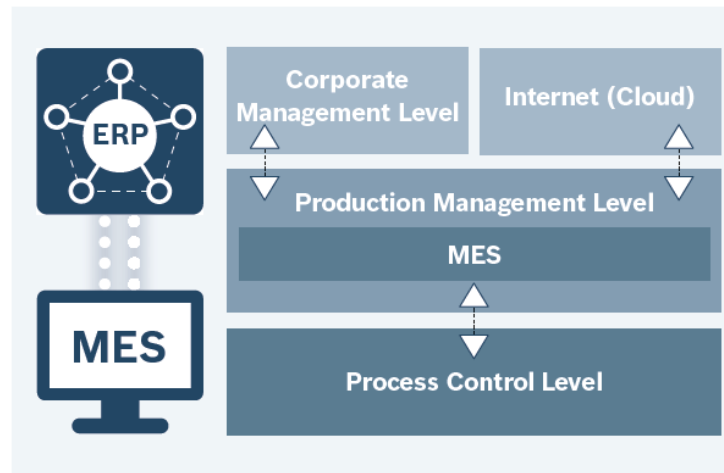 ERP
MES
Corporate
Management Level
Internet (Cloud)
Production Management Level
MES
Process Control Level